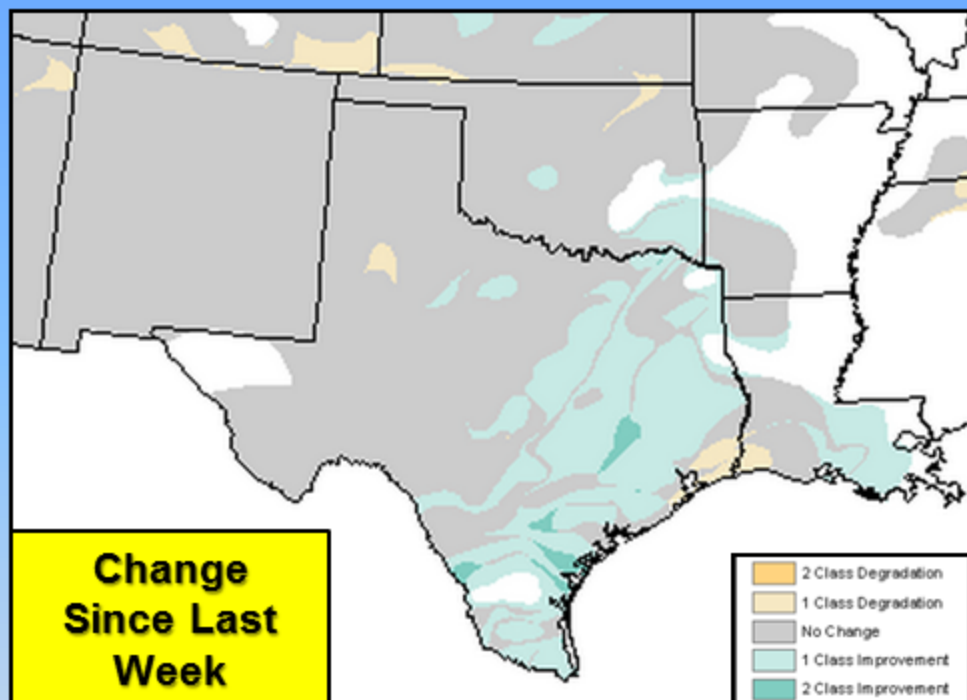 Change
Since Last
Week
2 Class Degradation
1 Class Degradation
No Change
1 Class Improvement
2 Class Improvement